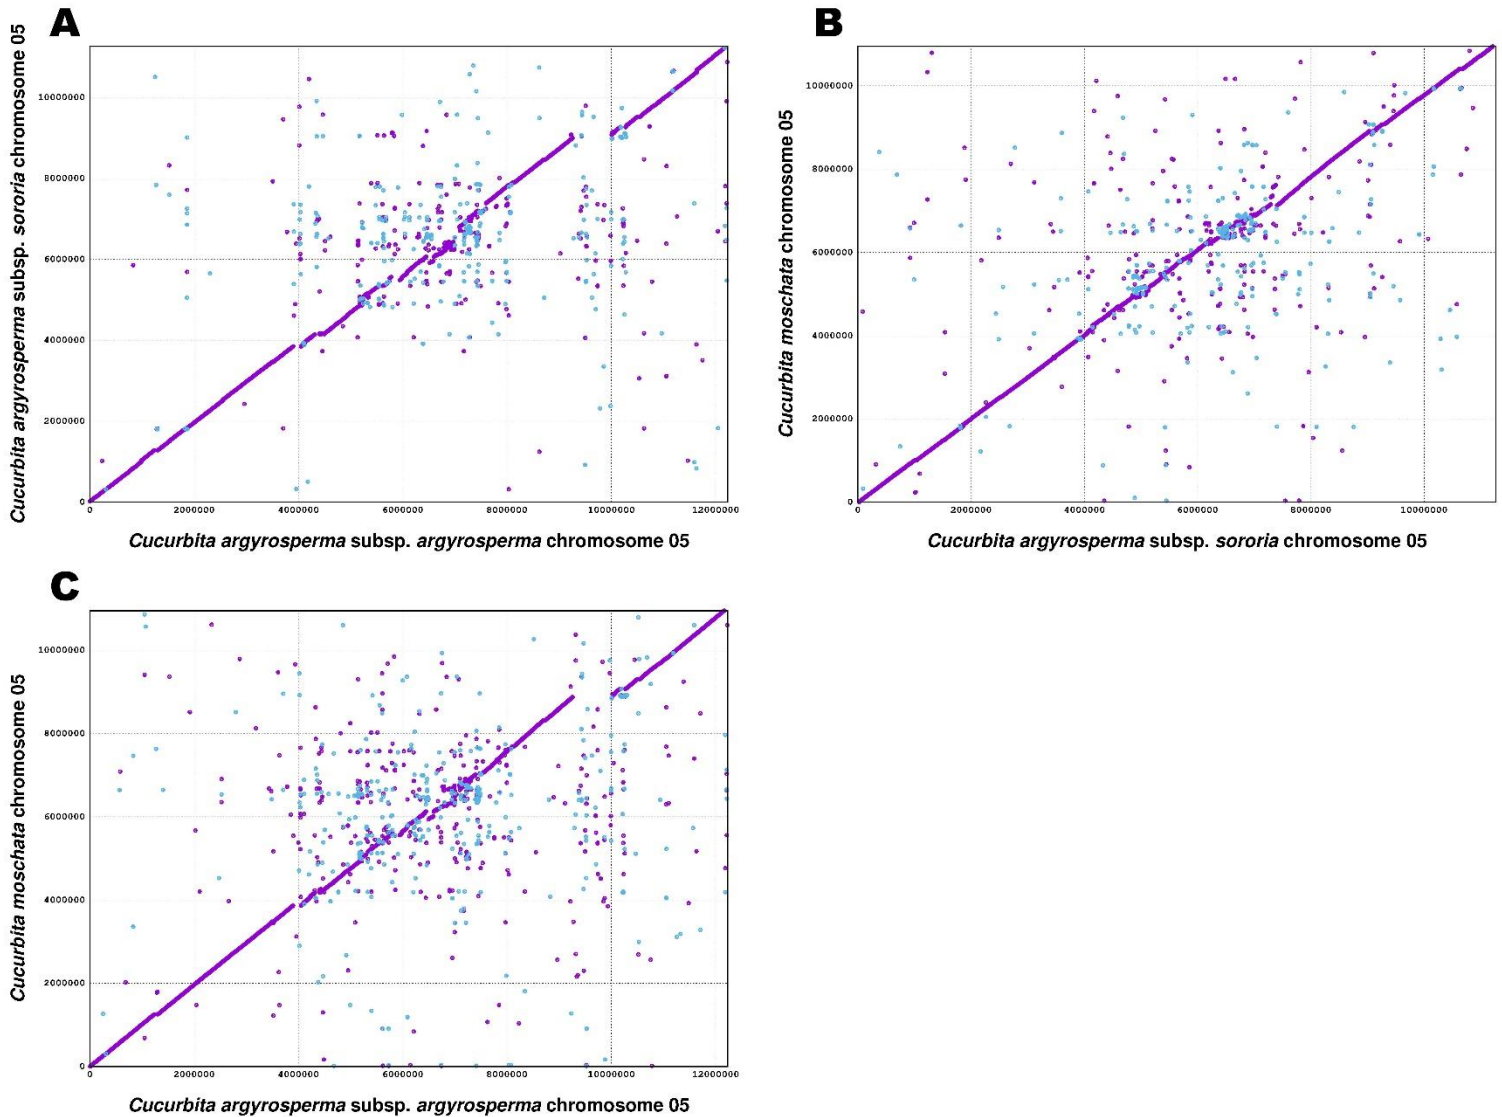 A
Cucurbita argyrosperma subsp. sororia chromosome 05
10000000
8000000
6000000
4000000
2000000
0
0 2000000 4000000 6000000 8000000 10000000 12000000
Cucurbita argyrosperma subsp. argyrosperma chromosome 05
B
Cucurbita moschata chromosome 05
10000000
8000000
6000000
4000000
2000000
0
0 2000000 4000000 6000000 8000000 10000000
Cucurbita argyrosperma subsp. sororia chromosome 05
C
Cucurbita moschata chromosome 05
10000000
8000000
6000000
4000000
2000000
0
0 2000000 4000000 6000000 8000000 10000000 12000000
Cucurbita argyrosperma subsp. argyrosperma chromosome 05